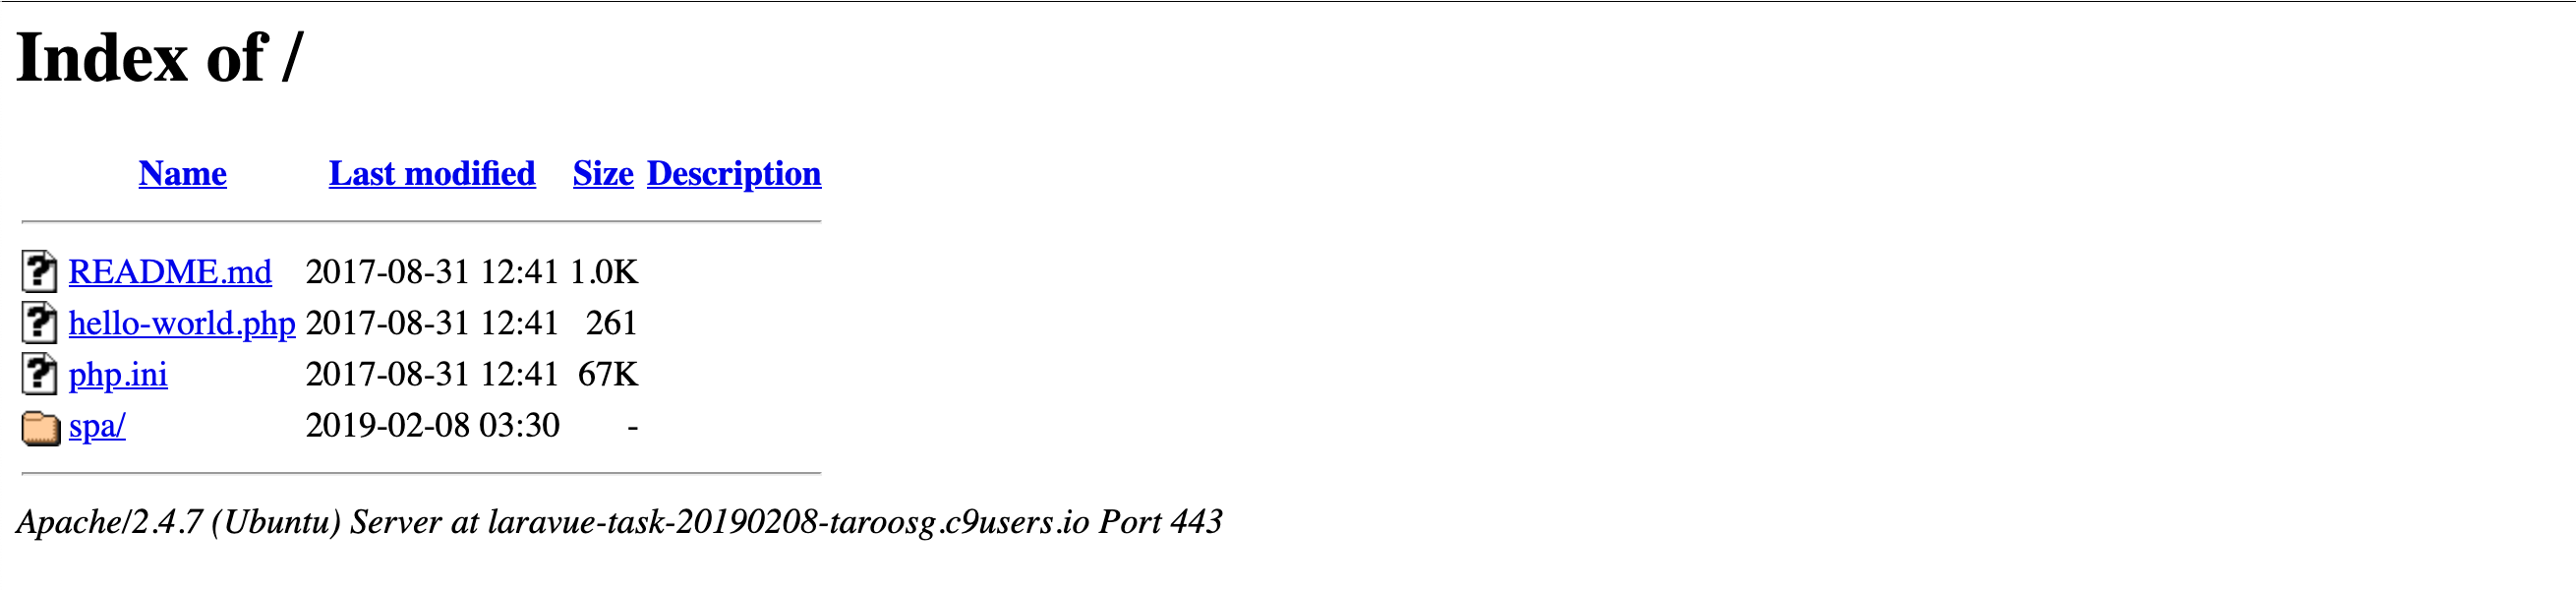 Index of /
Name Last modified Size Description
README.md 2017-08-31 12:41 1.0K
hello-world.php 2017-08-31 12:41 261
php.ini 2017-08-31 12:41 67K
spa/ 2019-02-08 03:30 -
Apache/2.4.7 (Ubuntu) Server at laravue-task-20190208-taroosg.c9users.io Port 443